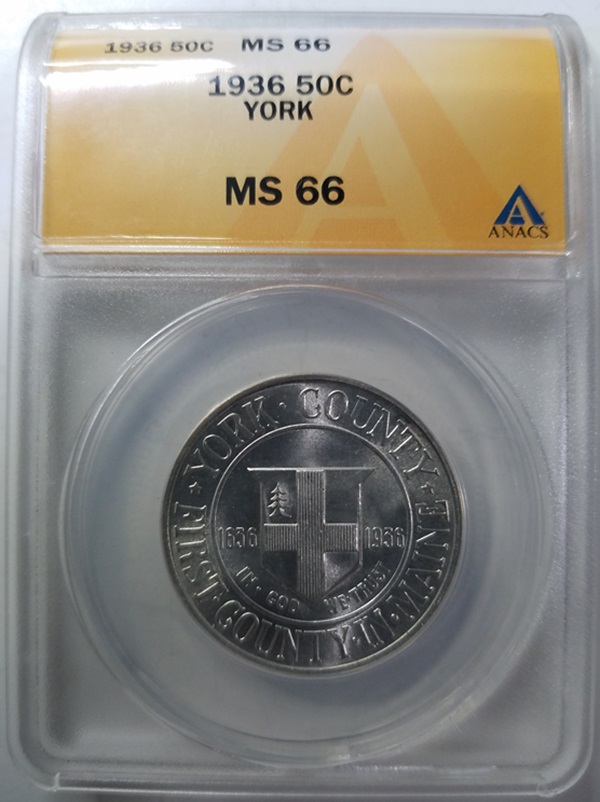 1936 50C MS 66
1936 50C
YORK
MS 66
ANACS
YORK · COUNTY
FIRST · COUNTY · IN · MAINE
1636 1936
IN · GOD WE · TRUST